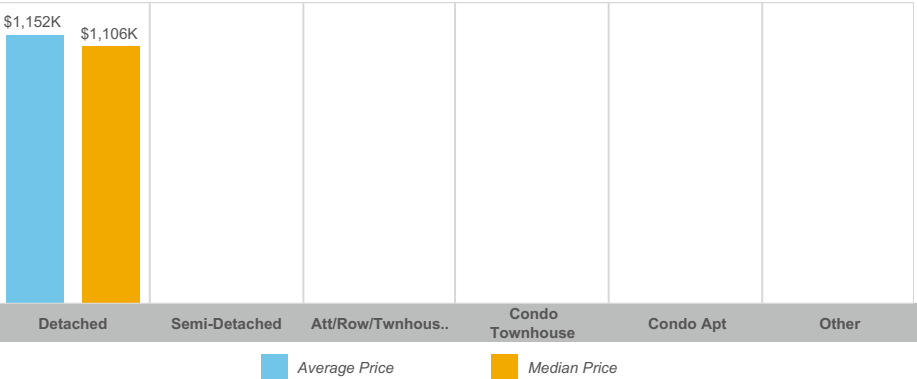 $1,152K
$1,106K
Detached
Semi-Detached
Att/Row/Twnhous..
Condo
Townhouse
Condo Apt
Other
Average Price
Median Price